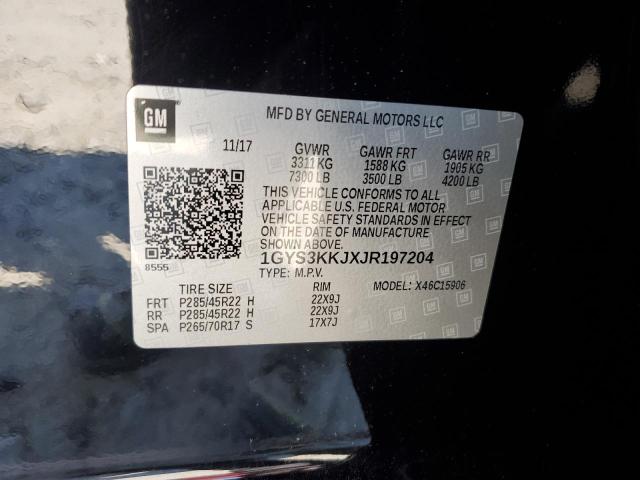 GM
MFD BY GENERAL MOTORS LLC
11/17 GVWR GAWR FRT GAWR RR
3311KG 1588 KG 1905 KG
7300 LB 3500 LB 4200 LB
THIS VEHICLE CONFORMS TO ALL
APPLICABLE U.S. FEDERAL MOTOR
VEHICLE SAFETY STANDARDS IN EFFECT
ON THE DATE OF MANUFACTURE
SHOWN ABOVE.
8555 1GYS3KKJXJR197204
TYPE: M.P.V. MODEL: X46C15906
TIRE SIZE RIM
FRT P285/45R22 H 22X9J
RR P285/45R22 H 22X9J
SPA P265/70R17 S 17X7J